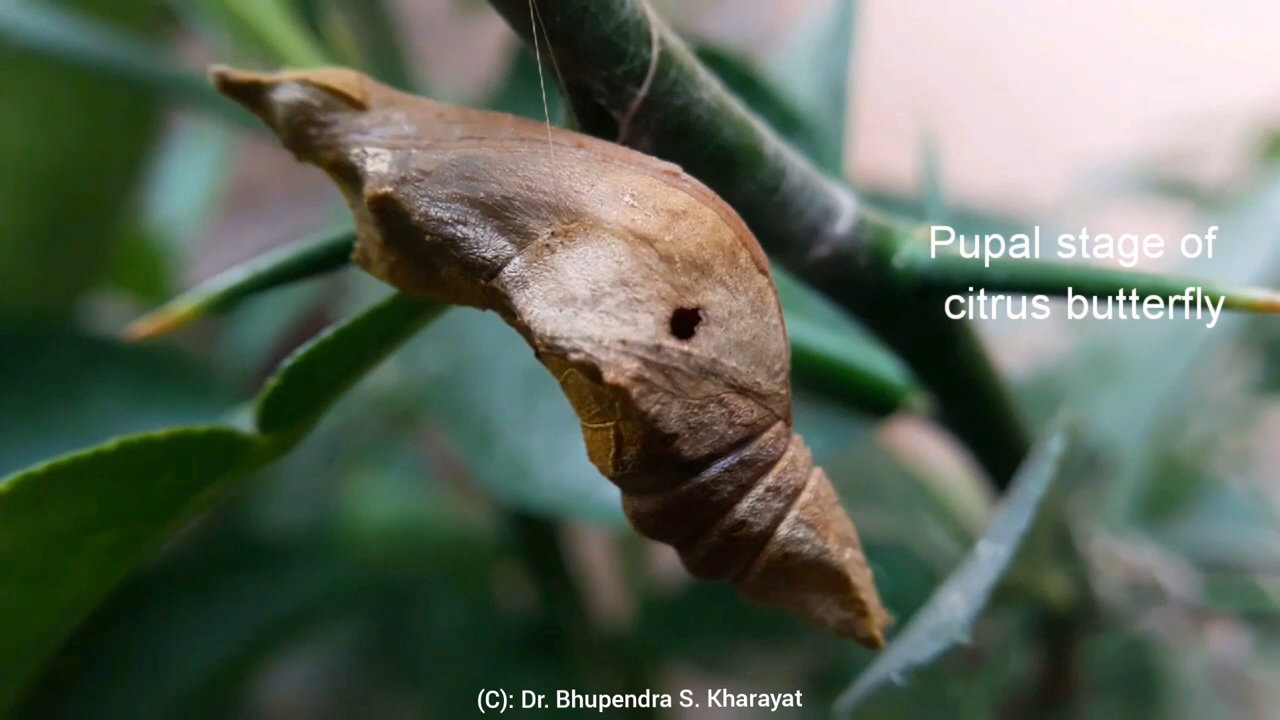 Pupal stage of
citrus butterfly
(C): Dr. Bhupendra S. Kharayat